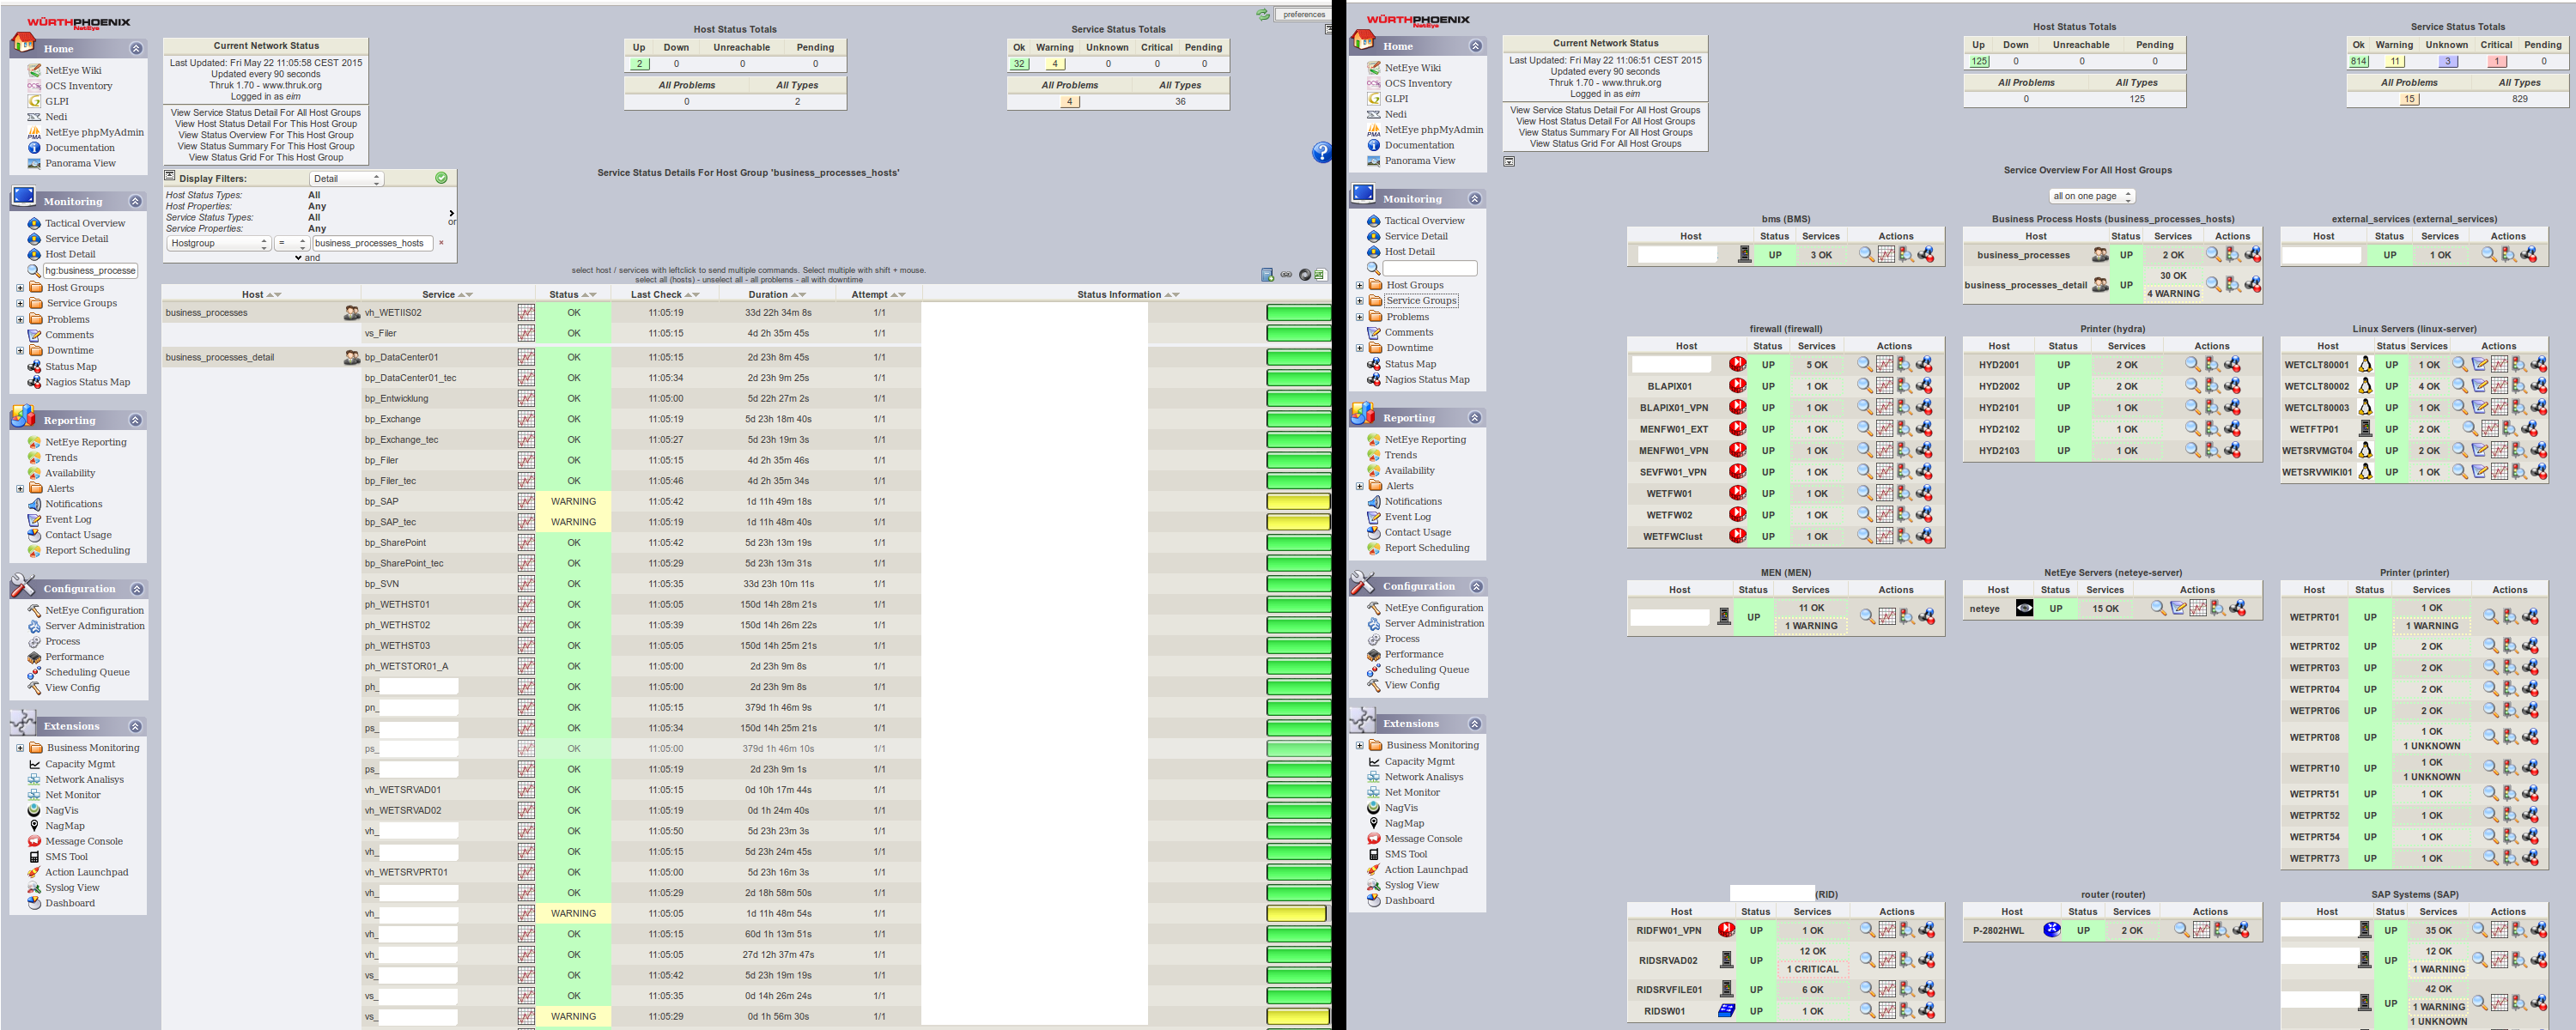 WÜRTHPHOENIX
NetEye
Home
NetEye Wiki
OCS Inventory
GLPI
Nedi
NetEye phpMyAdmin
Documentation
Panorama View
Monitoring
Tactical Overview
Service Detail
Host Detail
hg:business_processe
Host Groups
Service Groups
Problems
Comments
Downtime
Status Map
Nagios Status Map
Reporting
NetEye Reporting
Trends
Availability
Alerts
Notifications
Event Log
Contact Usage
Report Scheduling
Configuration
NetEye Configuration
Server Administration
Process
Performance
Scheduling Queue
View Config
Extensions
Business Monitoring
Capacity Mgmt
Network Analisys
Net Monitor
NagVis
NagMap
Message Console
SMS Tool
Action Launchpad
Syslog View
Dashboard
preferences
Current Network Status
Last Updated: Fri May 22 11:05:58 CEST 2015
Updated every 90 seconds
Thruk 1.70 - www.thruk.org
Logged in as eim
View Service Status Detail For All Host Groups
View Host Status Detail For This Host Group
View Status Overview For This Host Group
View Status Summary For This Host Group
View Status Grid For This Host Group
Host Status Totals
Up Down Unreachable Pending
2 0 0 0
All Problems All Types
0 2
Service Status Totals
Ok Warning Unknown Critical Pending
32 4 0 0 0
All Problems All Types
4 36
Display Filters: Detail
Host Status Types: All
Host Properties: Any
Service Status Types: All
Service Properties: Any
or
Hostgroup = business_processes_hosts ×
and
Service Status Details For Host Group 'business_processes_hosts'
select host / services with leftclick to send multiple commands. Select multiple with shift + mouse.
select all (hosts) - unselect all - all problems - all with downtime
Host Service Status Last Check Duration Attempt Status Information
business_processes vh_WETIIS02 OK 11:05:19 33d 22h 34m 8s 1/1
vs_Filer OK 11:05:15 4d 2h 35m 45s 1/1
business_processes_detail bp_DataCenter01 OK 11:05:15 2d 23h 8m 45s 1/1
bp_DataCenter01_tec OK 11:05:34 2d 23h 9m 25s 1/1
bp_Entwicklung OK 11:05:00 5d 22h 27m 2s 1/1
bp_Exchange OK 11:05:19 5d 23h 18m 40s 1/1
bp_Exchange_tec OK 11:05:27 5d 23h 19m 3s 1/1
bp_Filer OK 11:05:15 4d 2h 35m 46s 1/1
bp_Filer_tec OK 11:05:46 4d 2h 35m 34s 1/1
bp_SAP WARNING 11:05:42 1d 11h 49m 18s 1/1
bp_SAP_tec WARNING 11:05:19 1d 11h 48m 40s 1/1
bp_SharePoint OK 11:05:42 5d 23h 13m 19s 1/1
bp_SharePoint_tec OK 11:05:29 5d 23h 13m 31s 1/1
bp_SVN OK 11:05:35 33d 23h 10m 11s 1/1
ph_WETHST01 OK 11:05:05 150d 14h 28m 21s 1/1
ph_WETHST02 OK 11:05:39 150d 14h 26m 22s 1/1
ph_WETHST03 OK 11:05:05 150d 14h 25m 21s 1/1
ph_WETSTOR01_A OK 11:05:00 2d 23h 9m 8s 1/1
ph_ OK 11:05:00 2d 23h 9m 8s 1/1
pn_ OK 11:05:15 379d 1h 46m 9s 1/1
ps_ OK 11:05:34 150d 14h 25m 21s 1/1
ps_ OK 11:05:00 379d 1h 46m 10s 1/1
ps_ OK 11:05:19 2d 23h 9m 1s 1/1
vh_WETSRVAD01 OK 11:05:15 0d 10h 17m 44s 1/1
vh_WETSRVAD02 OK 11:05:19 0d 1h 24m 40s 1/1
vh_ OK 11:05:50 5d 23h 23m 3s 1/1
vh_ OK 11:05:15 5d 23h 24m 45s 1/1
vh_WETSRVPRT01 OK 11:05:00 5d 23h 16m 3s 1/1
vh_ OK 11:05:29 2d 18h 58m 50s 1/1
vh_ WARNING 11:05:05 1d 11h 48m 54s 1/1
vh_ OK 11:05:15 60d 1h 13m 51s 1/1
vh_ OK 11:05:05 27d 12h 37m 47s 1/1
vs_ OK 11:05:42 5d 23h 19m 19s 1/1
vs_ OK 11:05:35 0d 14h 26m 24s 1/1
vs_ WARNING 11:05:29 0d 1h 56m 30s 1/1
WÜRTHPHOENIX
NetEye
Home
NetEye Wiki
OCS Inventory
GLPI
Nedi
NetEye phpMyAdmin
Documentation
Panorama View
Monitoring
Tactical Overview
Service Detail
Host Detail
Host Groups
Service Groups
Problems
Comments
Downtime
Status Map
Nagios Status Map
Reporting
NetEye Reporting
Trends
Availability
Alerts
Notifications
Event Log
Contact Usage
Report Scheduling
Configuration
NetEye Configuration
Server Administration
Process
Performance
Scheduling Queue
View Config
Extensions
Business Monitoring
Capacity Mgmt
Network Analisys
Net Monitor
NagVis
NagMap
Message Console
SMS Tool
Action Launchpad
Syslog View
Dashboard
Current Network Status
Last Updated: Fri May 22 11:06:51 CEST 2015
Updated every 90 seconds
Thruk 1.70 - www.thruk.org
Logged in as eim
View Service Status Detail For All Host Groups
View Host Status Detail For All Host Groups
View Status Summary For All Host Groups
View Status Grid For All Host Groups
Host Status Totals
Up Down Unreachable Pending
125 0 0 0
All Problems All Types
0 125
Service Status Totals
Ok Warning Unknown Critical Pending
814 11 3 1 0
All Problems All Types
15 829
Service Overview For All Host Groups
all on one page
bms (BMS)
Host Status Services Actions
UP 3 OK
Business Process Hosts (business_processes_hosts)
Host Status Services Actions
business_processes UP 2 OK
business_processes_detail UP 30 OK
4 WARNING
external_services (external_services)
Host Status Services Actions
UP 1 OK
firewall (firewall)
Host Status Services Actions
UP 5 OK
BLAPIX01 UP 1 OK
BLAPIX01_VPN UP 1 OK
MENFW01_EXT UP 1 OK
MENFW01_VPN UP 1 OK
SEVFW_VPN UP 1 OK
WETFW01 UP 1 OK
WETFW02 UP 1 OK
WETFWClust UP 1 OK
Printer (hydra)
Host Status Services Actions
HYD2001 UP 2 OK
HYD2002 UP 2 OK
HYD2101 UP 1 OK
HYD2102 UP 1 OK
HYD2103 UP 1 OK
Linux Servers (linux-server)
Host Status Services Actions
WETCLT80001 UP 1 OK
WETCLT80002 UP 4 OK
WETCLT80003 UP 1 OK
WETFTP01 UP 2 OK
WETSRVMGT04 UP 2 OK
WETSRVWIKI01 UP 1 OK
MEN (MEN)
Host Status Services Actions
UP 11 OK
1 WARNING
NetEye Servers (neteye-server)
Host Status Services Actions
neteye UP 15 OK
Printer (printer)
Host Status Services Actions
WETPRT01 UP 1 OK
1 WARNING
WETPRT02 UP 2 OK
WETPRT03 UP 2 OK
WETPRT04 UP 2 OK
WETPRT06 UP 2 OK
WETPRT08 UP 1 OK
1 UNKNOWN
WETPRT10 UP 1 OK
1 UNKNOWN
WETPRT51 UP 1 OK
WETPRT52 UP 1 OK
WETPRT54 UP 1 OK
WETPRT73 UP 1 OK
(RID)
Host Status Services Actions
RIDFW01_VPN UP 1 OK
RIDSRVAD02 UP 12 OK
1 CRITICAL
RIDSRVFILE01 UP 6 OK
RIDSW01 UP 1 OK
router (router)
Host Status Services Actions
P-2802HWL UP 2 OK
SAP Systems (SAP)
Host Status Services Actions
UP 35 OK
UP 12 OK
1 WARNING
UP 42 OK
1 WARNING
1 UNKNOWN